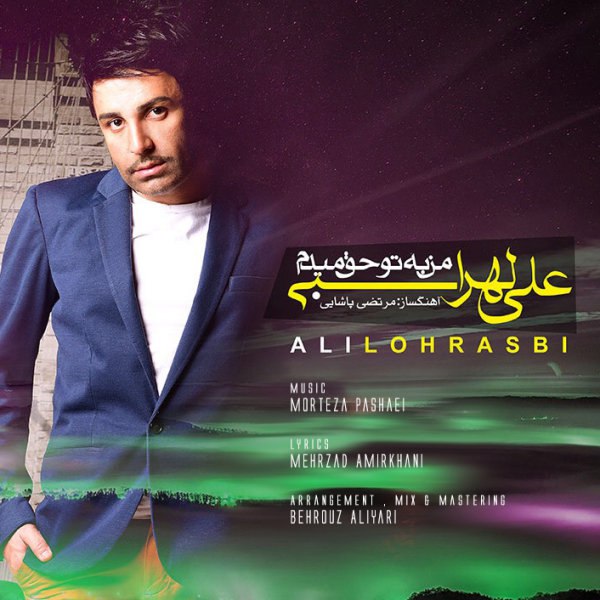 من به تو حق میدم
علی لهراسبی
آهنگساز: مرتضی پاشایی
ALI LOHRASBI
MUSIC
MORTEZA PASHAEI
LYRICS
MEHRZAD AMIRKHANI
ARRANGEMENT , MIX & MASTERING
BEHROUZ ALIYARI